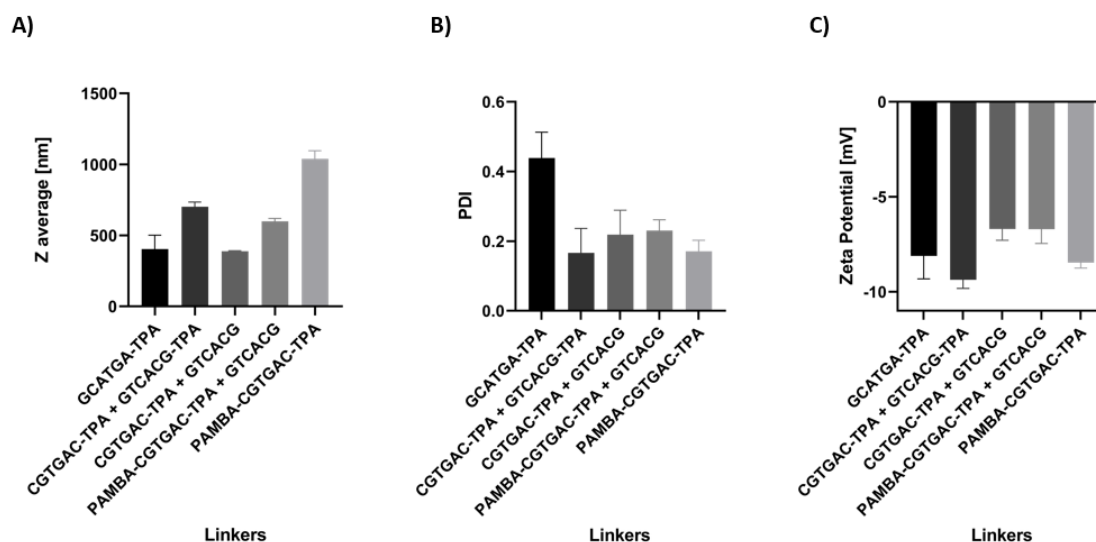 A)
Z average [nm]
1500
1000
500
0
GCATGA-TPA
CGTGAC-TPA + GTCACG-TPA
CGTGAC-TPA + GTCACG
PAMBA-CGTGAC-TPA + GTCACG
PAMBA-CGTGAC-TPA
Linkers
B)
PDI
0.6
0.4
0.2
0.0
GCATGA-TPA
CGTGAC-TPA + GTCACG-TPA
CGTGAC-TPA + GTCACG
PAMBA-CGTGAC-TPA + GTCACG
PAMBA-CGTGAC-TPA
Linkers
C)
Zeta Potential [mV]
0
-5
-10
GCATGA-TPA
CGTGAC-TPA + GTCACG-TPA
CGTGAC-TPA + GTCACG
PAMBA-CGTGAC-TPA + GTCACG
PAMBA-CGTGAC-TPA
Linkers